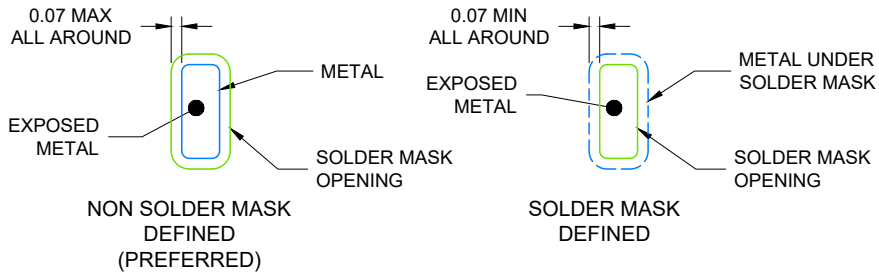 0.07 MAX
ALL AROUND
METAL
EXPOSED
METAL
SOLDER MASK
OPENING
NON SOLDER MASK
DEFINED
(PREFERRED)
0.07 MIN
ALL AROUND
METAL UNDER
SOLDER MASK
EXPOSED
METAL
SOLDER MASK
OPENING
SOLDER MASK
DEFINED